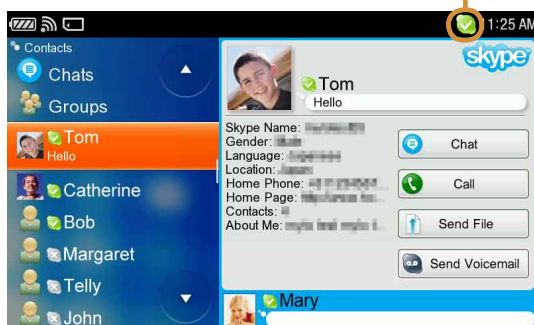 11:25 AM
Contacts
Chats
Groups
Tom
Hello
Catherine
Bob
Margaret
Telly
John
skype
Tom
Hello
Skype Name:
Gender:
Language:
Location:
Home Phone:
Home Page:
Contacts:
About Me:
Chat
Call
Send File
Send Voicemail
Mary